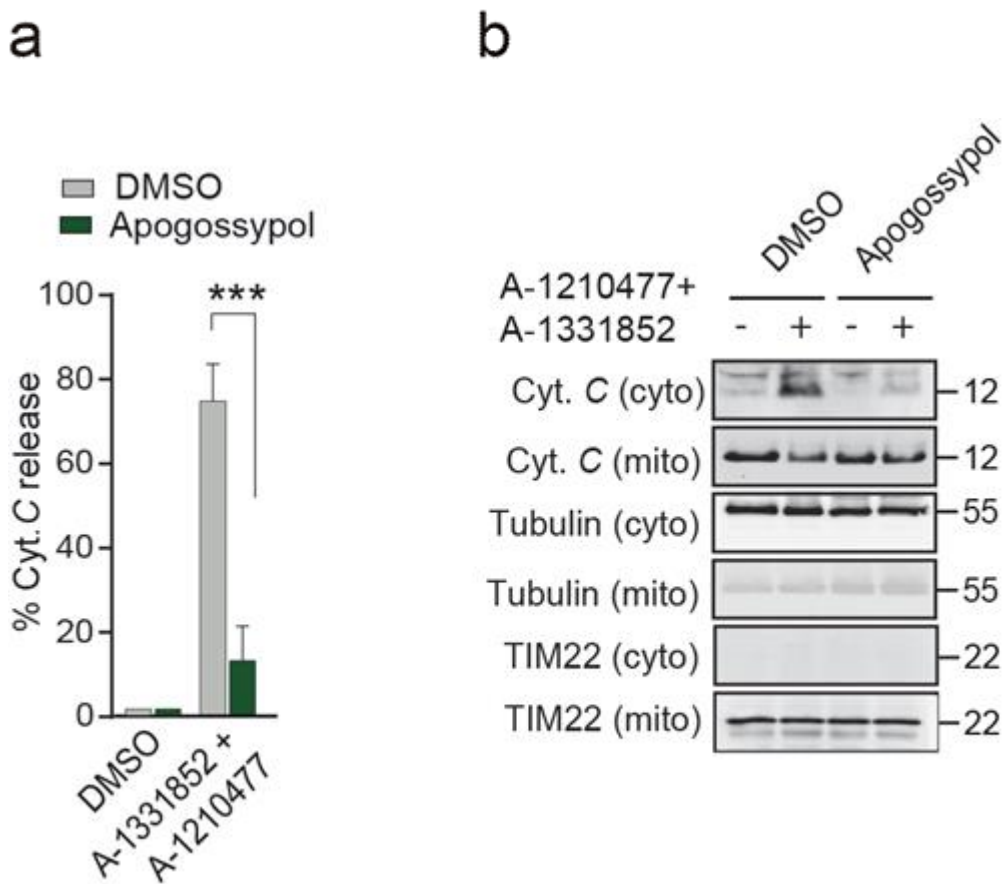 a
DMSO
Apogossypol
***
% Cyt. C release
100
80
60
40
20
0
DMSO
A-1331852 +
A-1210477
b
DMSO
Apogossypol
A-1210477+
A-1331852
- + - +
Cyt. C (cyto) 12
Cyt. C (mito) 12
Tubulin (cyto) 55
Tubulin (mito) 55
TIM22 (cyto) 22
TIM22 (mito) 22